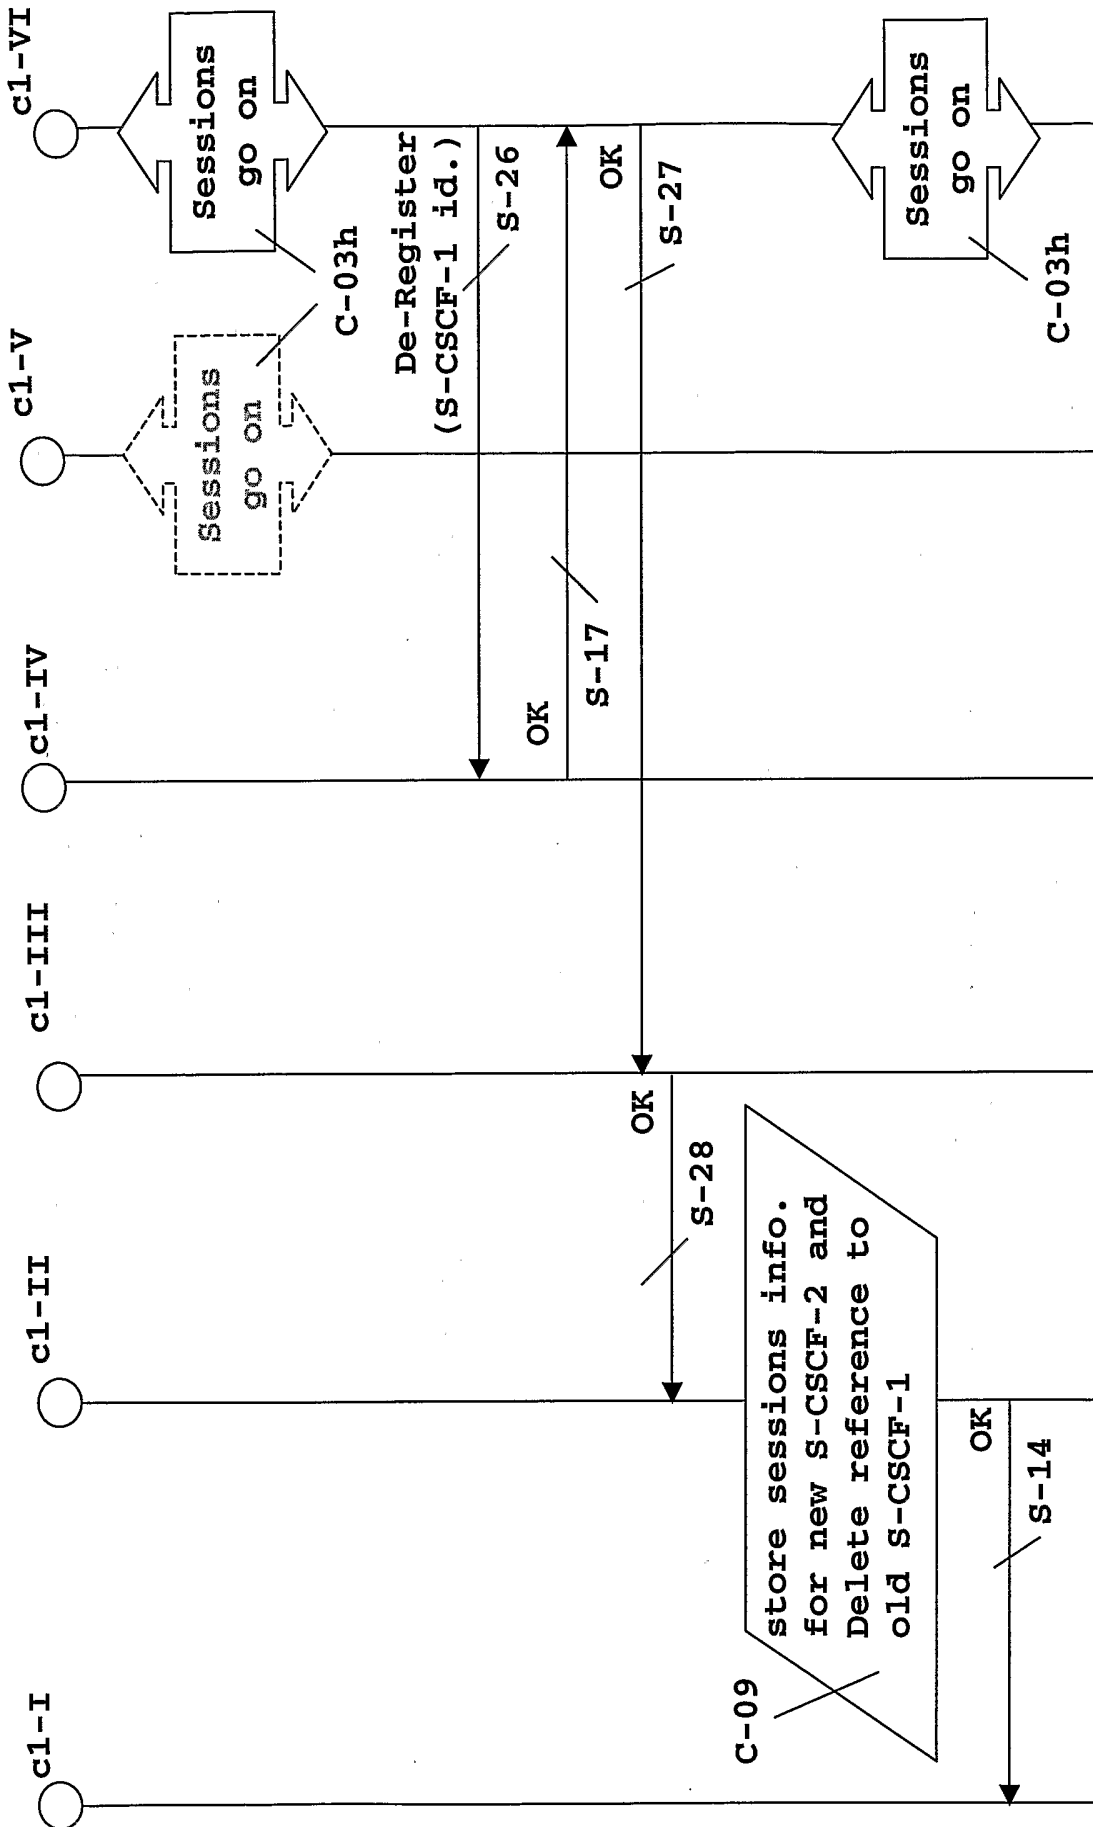 c1-I
c1-II
c1-III
c1-IV
c1-V
c1-VI
Sessions
go on
Sessions
go on
C-03h
De-Register
(S-CSCF-1 id.)
S-26
OK
S-17
OK
S-27
OK
S-28
C-09
store sessions info.
for new S-CSCF-2 and
Delete reference to
old S-CSCF-1
Sessions
go on
C-03h
OK
S-14